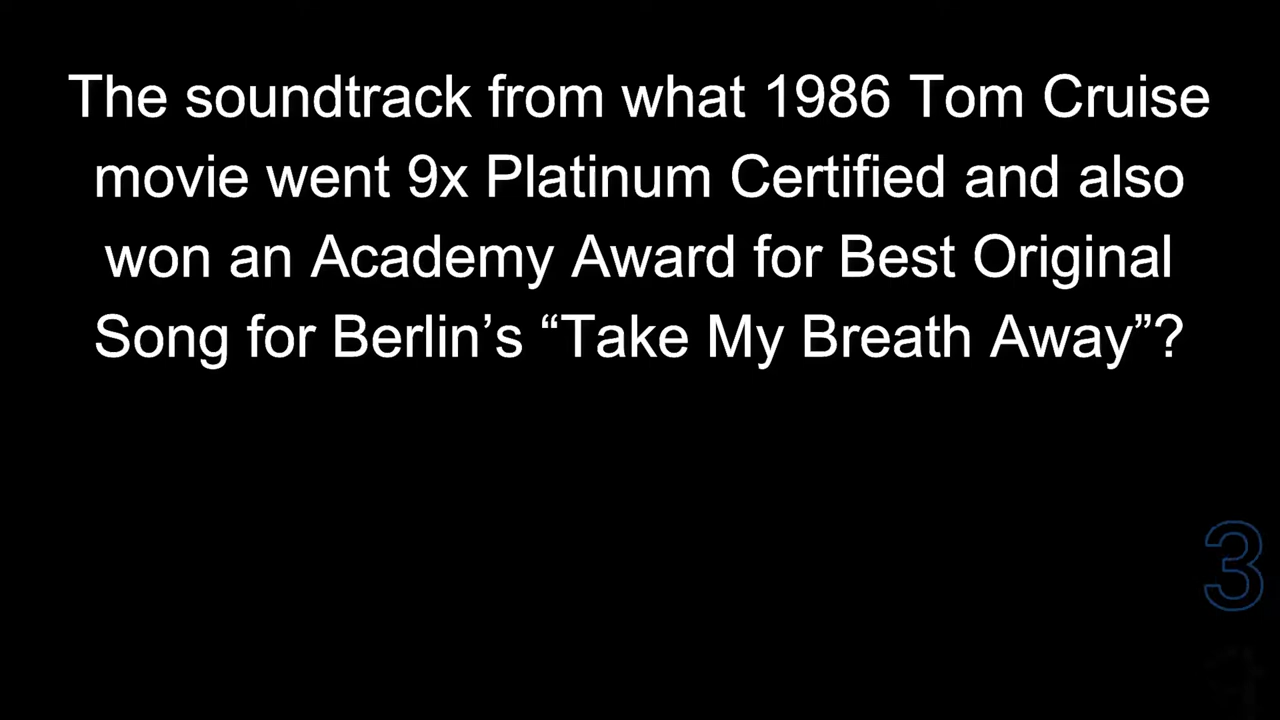 The soundtrack from what 1986 Tom Cruise
movie went 9x Platinum Certified and also
won an Academy Award for Best Original
Song for Berlin’s “Take My Breath Away”?
3